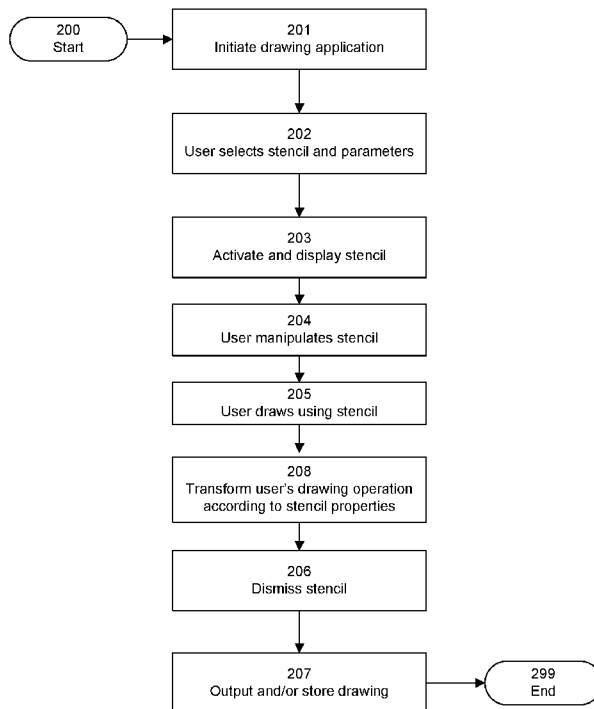 200
Start
201
Initiate drawing application
202
User selects stencil and parameters
203
Activate and display stencil
204
User manipulates stencil
205
User draws using stencil
208
Transform user's drawing operation
according to stencil properties
206
Dismiss stencil
207
Output and/or store drawing
299
End